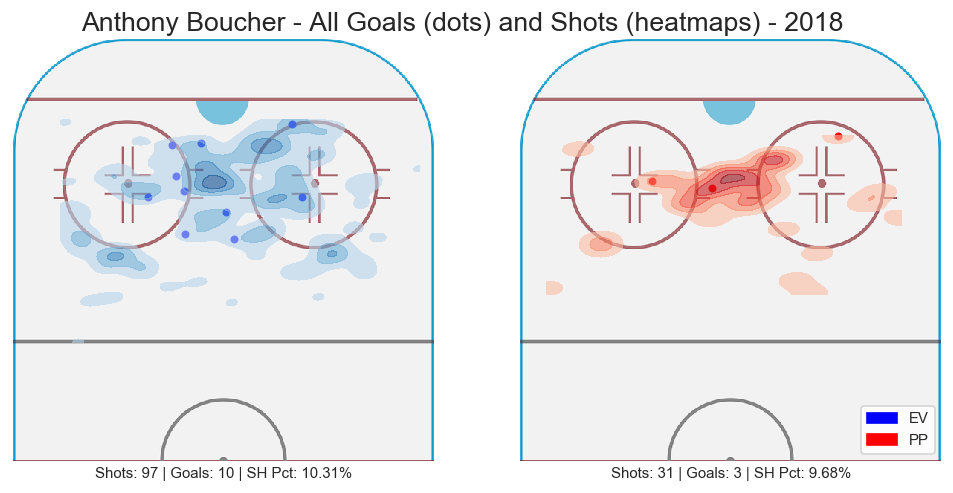 Anthony Boucher - All Goals (dots) and Shots (heatmaps) - 2018
EV
PP
Shots: 97 | Goals: 10 | SH Pct: 10.31%
Shots: 31 | Goals: 3 | SH Pct: 9.68%